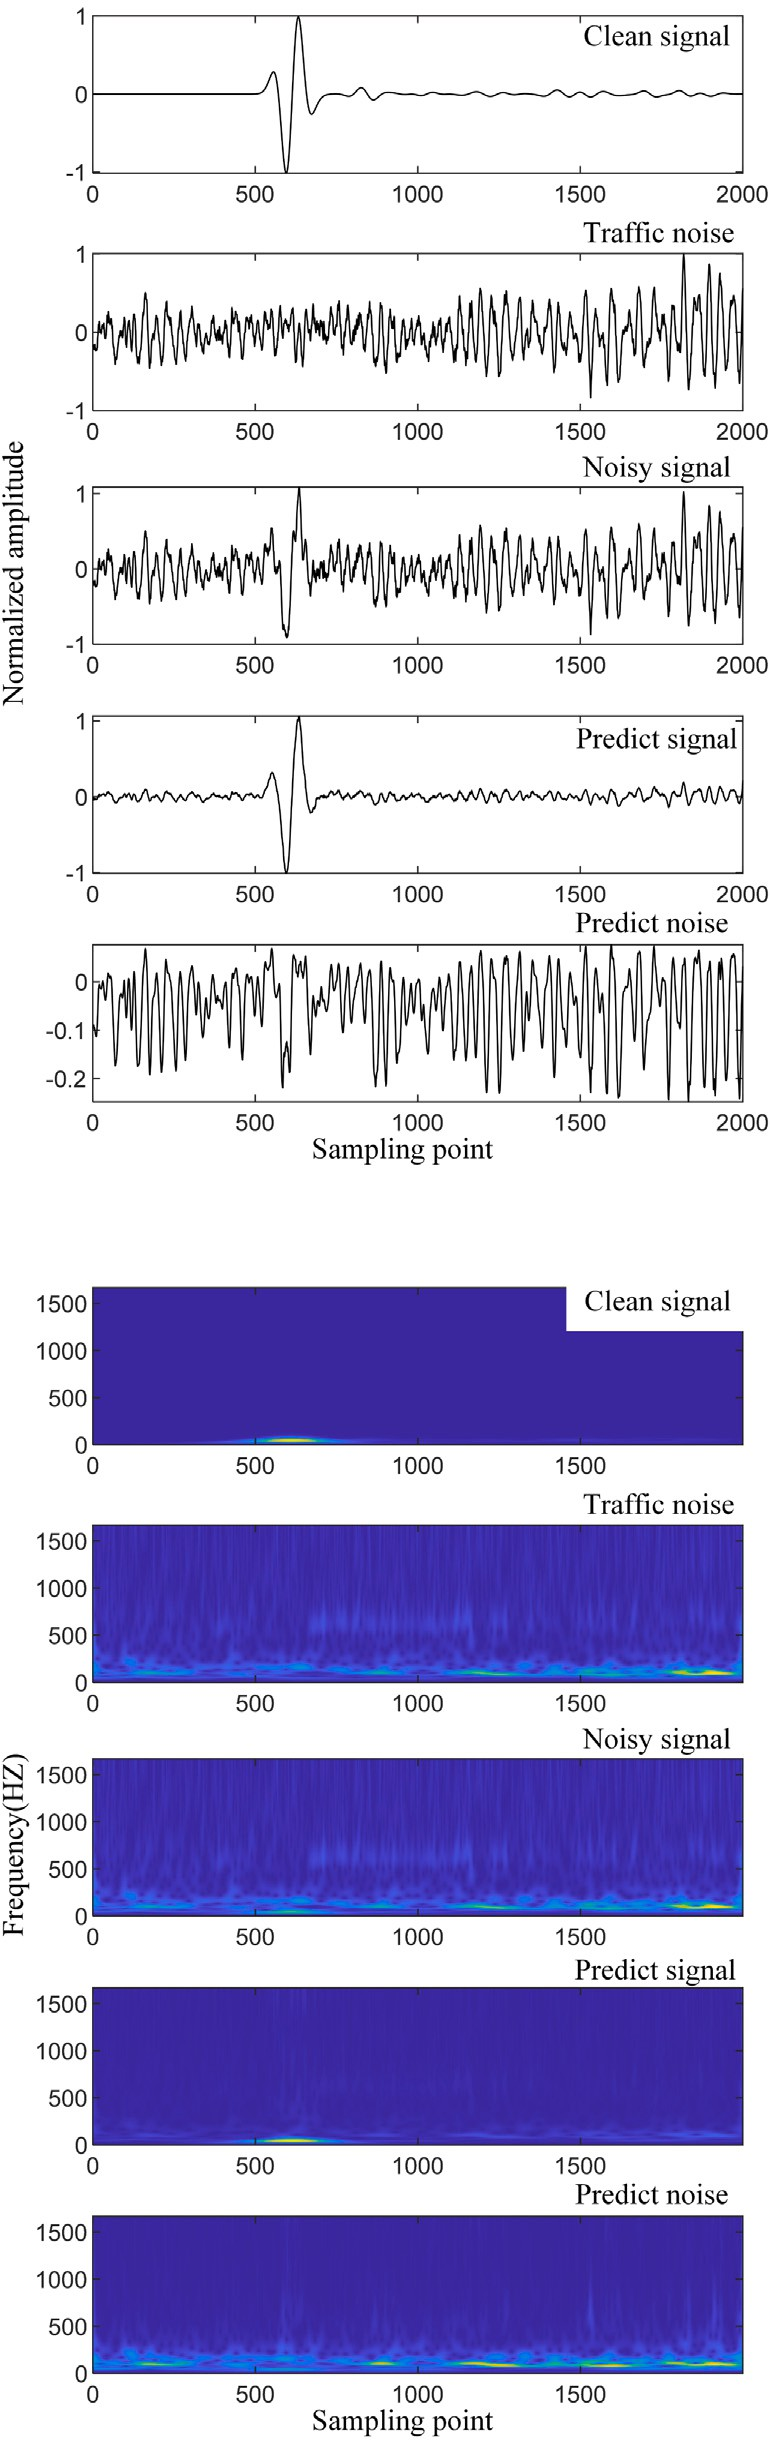 Normalized amplitude
Clean signal
1
0
-1
0 500 1000 1500 2000
Traffic noise
1
0
-1
0 500 1000 1500 2000
Noisy signal
1
0
-1
0 500 1000 1500 2000
Predict signal
1
0
-1
0 500 1000 1500 2000
Predict noise
0
-0.1
-0.2
0 500 1000 1500 2000
Sampling point
Frequency(HZ)
Clean signal
1500
1000
500
0
0 500 1000 1500
Traffic noise
1500
1000
500
0
0 500 1000 1500
Noisy signal
1500
1000
500
0
0 500 1000 1500
Predict signal
1500
1000
500
0
0 500 1000 1500
Predict noise
1500
1000
500
0
0 500 1000 1500
Sampling point